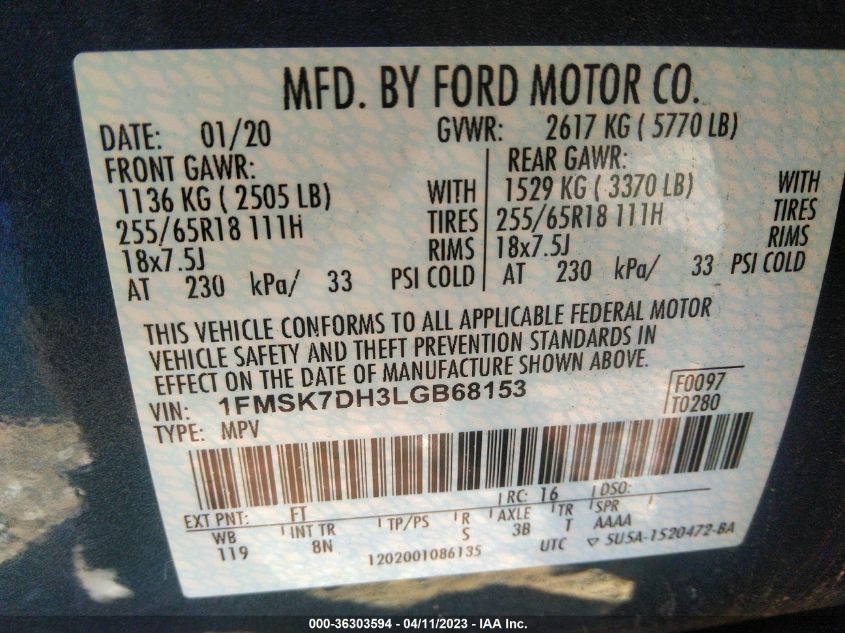 MFD. BY FORD MOTOR CO.
DATE: 01/20 GVWR: 2617 KG ( 5770 LB)
FRONT GAWR: REAR GAWR:
1136 KG ( 2505 LB) WITH 1529 KG ( 3370 LB) WITH
255/65R18 111H TIRES 255/65R18 111H TIRES
18x7.5J RIMS 18x7.5J RIMS
AT 230 kPa/ 33 PSI COLD AT 230 kPa/ 33 PSI COLD
THIS VEHICLE CONFORMS TO ALL APPLICABLE FEDERAL MOTOR
VEHICLE SAFETY AND THEFT PREVENTION STANDARDS IN
EFFECT ON THE DATE OF MANUFACTURE SHOWN ABOVE.
VIN: 1FMSK7DH3LGB68153 F0097
TYPE: MPV T0280
EXT PNT: FT RC: 16 DSO:
WB INT TR TP/PS R AXLE TR SPR
119 8N S 3B T AAAA
1202001086135 UTC ▽ SU5A-1520472-BA
000-36303594 - 04/11/2023 - IAA Inc.